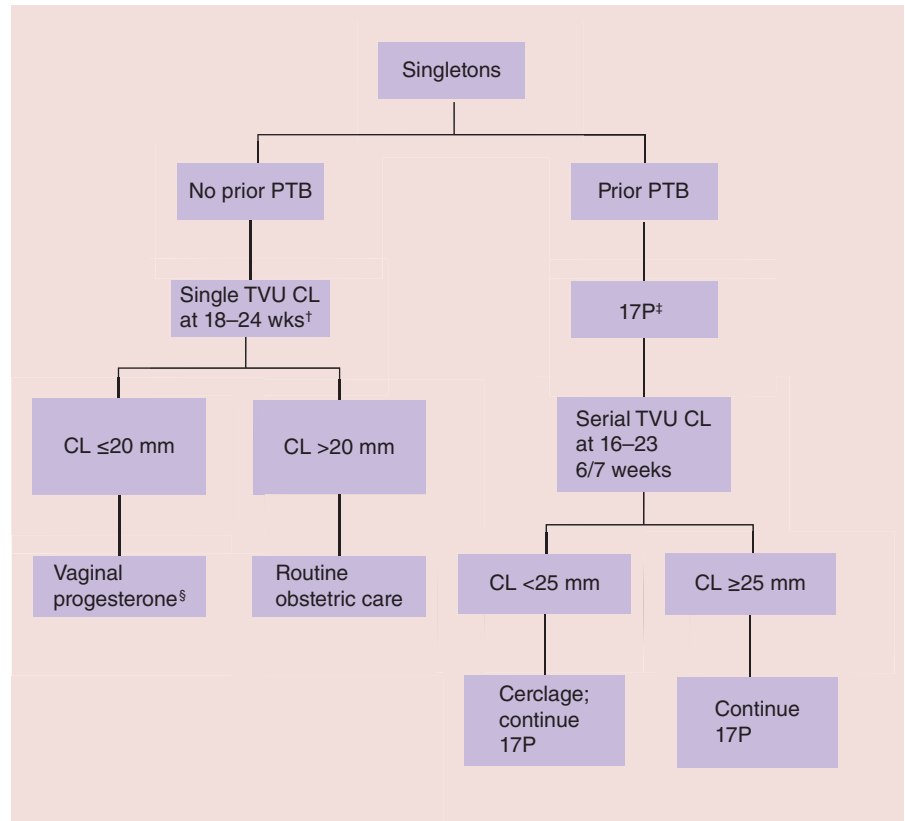 Singletons
No prior PTB
Prior PTB
Single TVU CL
at 18–24 wks†
17P‡
CL ≤20 mm
CL >20 mm
Serial TVU CL
at 16–23
6/7 weeks
Vaginal
progesterone§
Routine
obstetric care
CL <25 mm
CL ≥25 mm
Cerclage;
continue
17P
Continue
17P